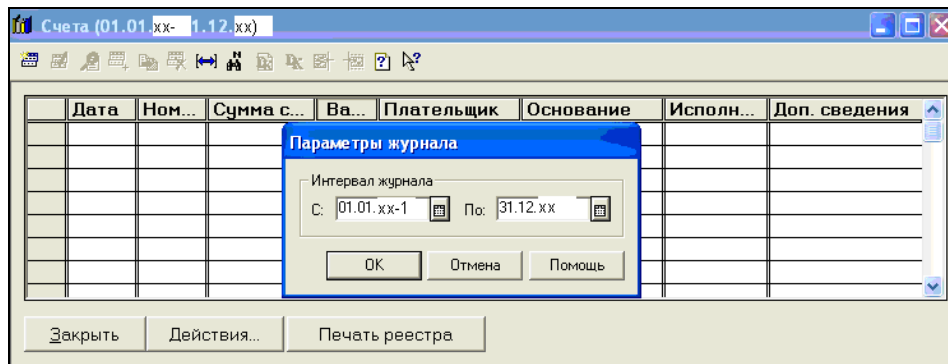 Счета (01.01.xx- 1.12.xx)
Дата Ном... Сумма с... Ва... Плательщик Основание Исполн... Доп. сведения
Параметры журнала
Интервал журнала
С: 01.01.xx-1 По: 31.12.xx
ОК Отмена Помощь
Закрыть Действия... Печать реестра